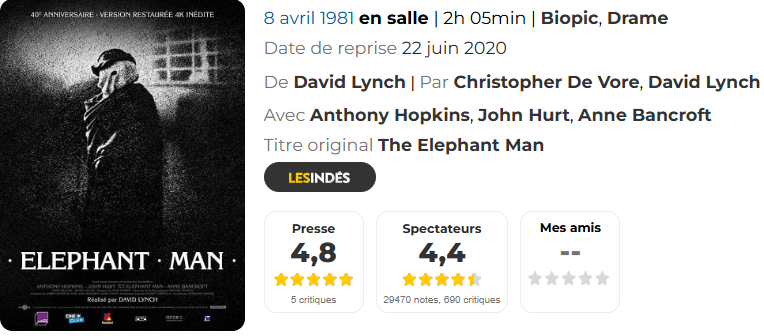 40e ANNIVERSAIRE · VERSION RESTAURÉE 4K INÉDITE
· ELEPHANT · MAN ·
ANTHONY HOPKINS - JOHN HURT ANNE BANCROFT
Réalisé par DAVID LYNCH
8 avril 1981 en salle | 2h 05min | Biopic, Drame
Date de reprise 22 juin 2020
De David Lynch | Par Christopher De Vore, David Lynch
Avec Anthony Hopkins, John Hurt, Anne Bancroft
Titre original The Elephant Man
LESINDÉS
Presse
4,8
5 critiques
Spectateurs
4,4
29470 notes, 690 critiques
Mes amis
--